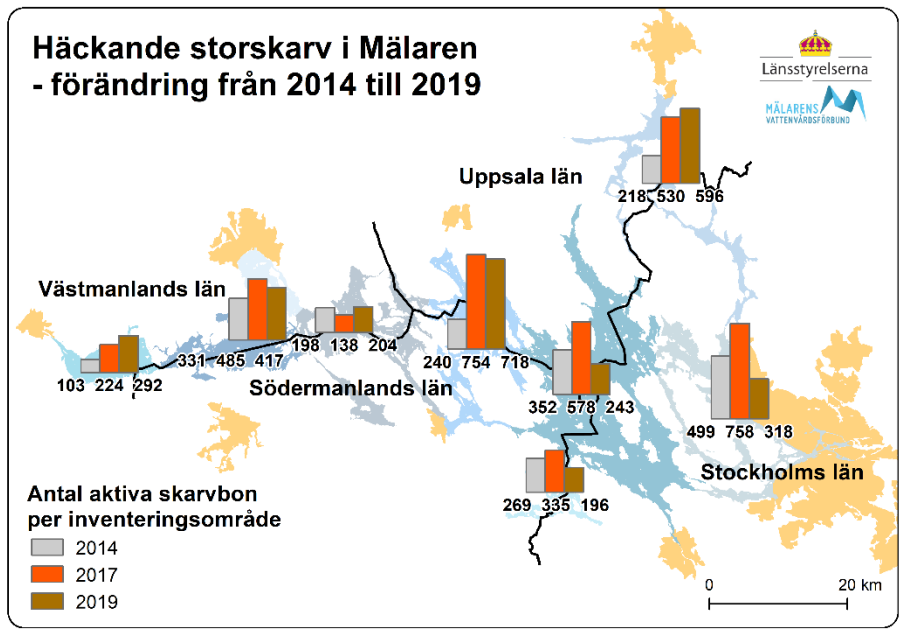 Häckande storskarv i Mälaren
- förändring från 2014 till 2019
Länsstyrelserna
MÄLARENS
VATTENVÅRDSFÖRBUND
Uppsala län
218 530 596
Västmanlands län
103 224 292
331 485 417
198 138 204
240 754 718
Södermanlands län
352 578 243
499 758 318
Stockholms län
269 335 196
Antal aktiva skarvbon
per inventeringsområde
2014
2017
2019
0 20 km